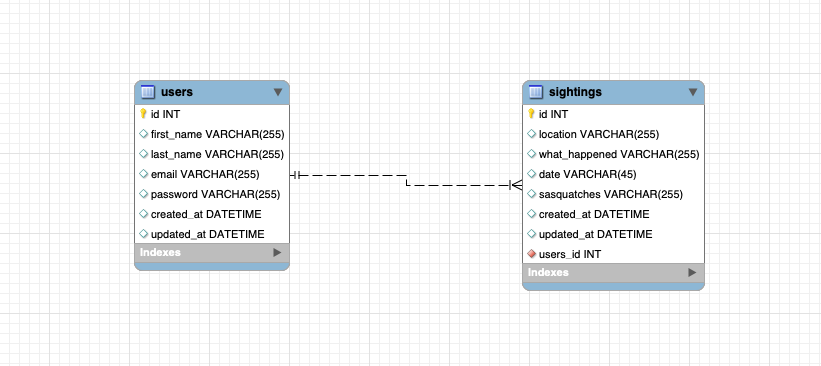 users
id INT
first_name VARCHAR(255)
last_name VARCHAR(255)
email VARCHAR(255)
password VARCHAR(255)
created_at DATETIME
updated_at DATETIME
Indexes
sightings
id INT
location VARCHAR(255)
what_happened VARCHAR(255)
date VARCHAR(45)
sasquatches VARCHAR(255)
created_at DATETIME
updated_at DATETIME
users_id INT
Indexes